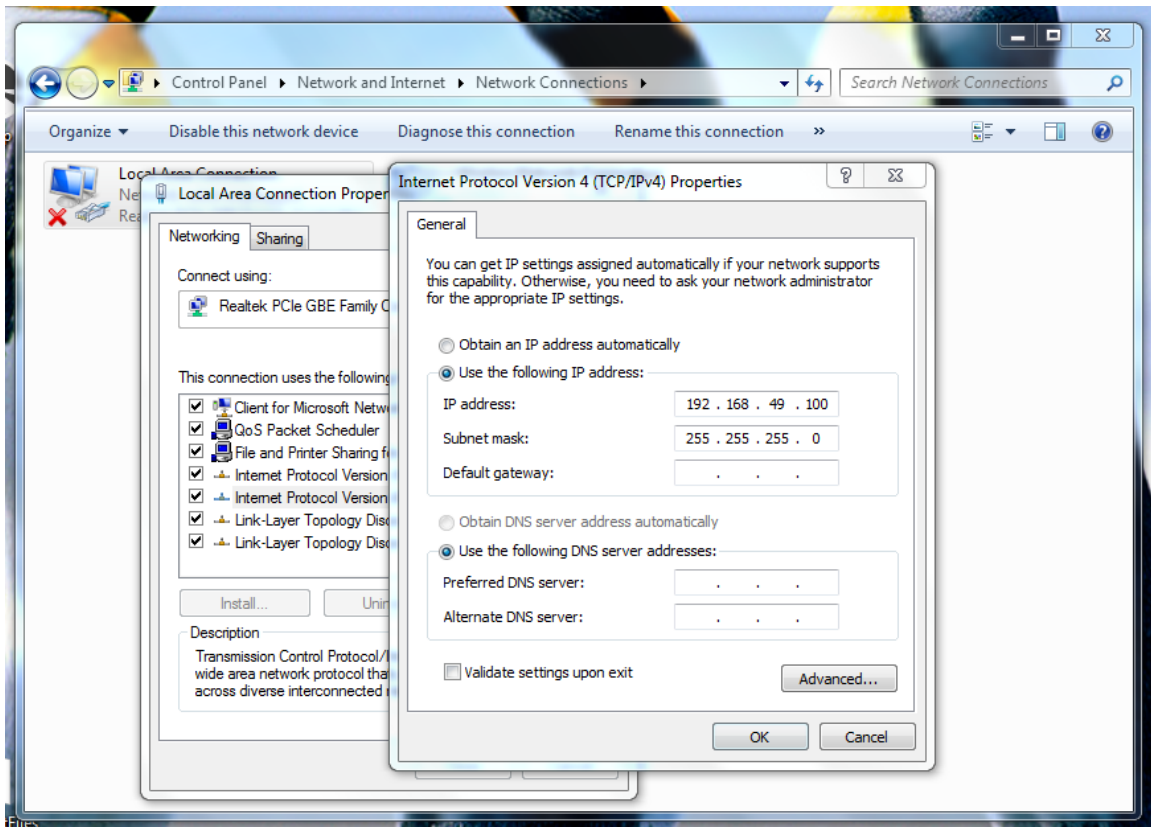 Control Panel Network and Internet Network Connections Search Network Connections
Organize Disable this network device Diagnose this connection Rename this connection »
Local Area Connection
Ne
Rea
Local Area Connection Proper
Networking Sharing
Connect using:
Realtek PCIe GBE Family C
This connection uses the following
Client for Microsoft Netw
QoS Packet Scheduler
File and Printer Sharing f
Internet Protocol Version
Internet Protocol Version
Link-Layer Topology Disc
Link-Layer Topology Disc
Install... Unin
Description
Transmission Control Protocol/I
wide area network protocol tha
across diverse interconnected
Internet Protocol Version 4 (TCP/IPv4) Properties
General
You can get IP settings assigned automatically if your network supports
this capability. Otherwise, you need to ask your network administrator
for the appropriate IP settings.
Obtain an IP address automatically
Use the following IP address:
IP address: 192 . 168 . 49 . 100
Subnet mask: 255 . 255 . 255 . 0
Default gateway: . . .
Obtain DNS server address automatically
Use the following DNS server addresses:
Preferred DNS server: . . .
Alternate DNS server: . . .
Validate settings upon exit
Advanced...
OK Cancel